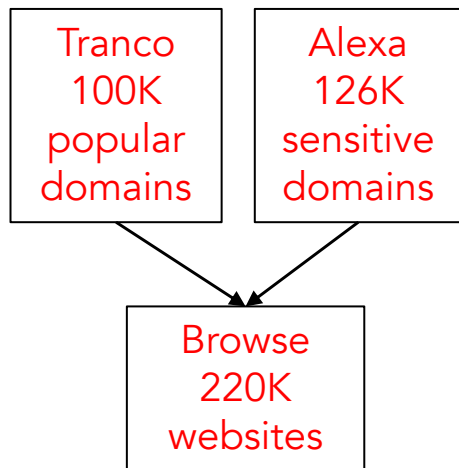 Tranco
100K
popular
domains
Alexa
126K
sensitive
domains
Browse
220K
websites